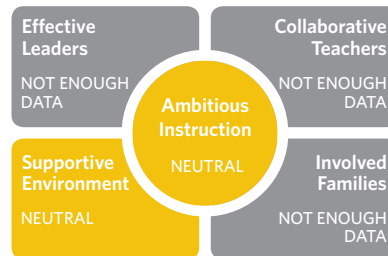 Effective
Leaders
NOT ENOUGH
DATA
Collaborative
Teachers
NOT ENOUGH
DATA
Ambitious
Instruction
NEUTRAL
Supportive
Environment
NEUTRAL
Involved
Families
NOT ENOUGH
DATA